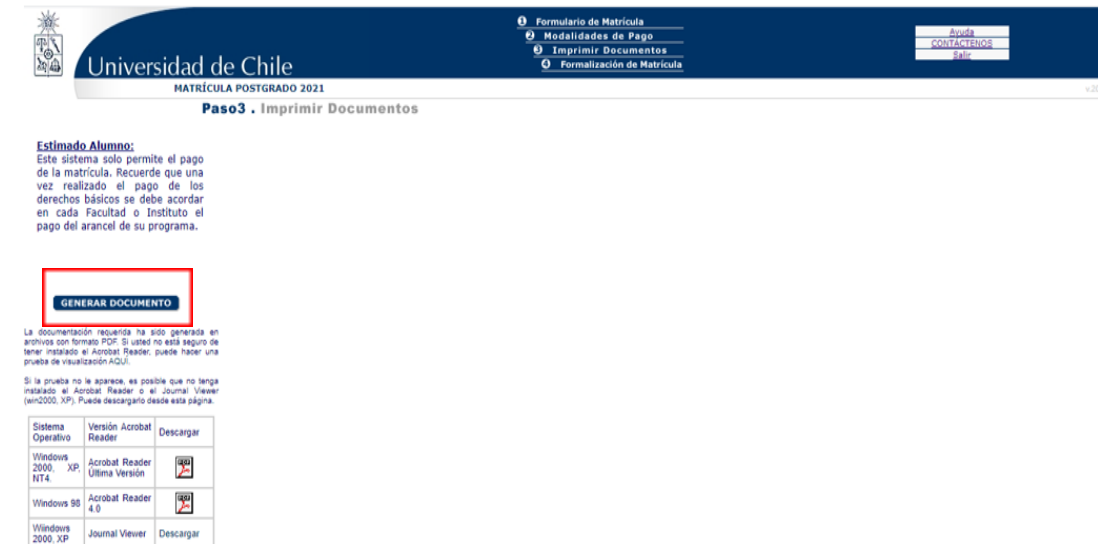 1 Formulario de Matrícula
2 Modalidades de Pago
3 Imprimir Documentos
4 Formalización de Matrícula
Ayuda
CONTÁCTENOS
Salir
Universidad de Chile
MATRÍCULA POSTGRADO 2021
Paso3 . Imprimir Documentos
Estimado Alumno:
Este sistema solo permite el pago
de la matrícula. Recuerde que una
vez realizado el pago de los
derechos básicos se debe acordar
en cada Facultad o Instituto el
pago del arancel de su programa.
GENERAR DOCUMENTO
La documentación requerida ha sido generada en
archivos con formato PDF. Si usted no está seguro de
tener instalado el Acrobat Reader, puede hacer una
prueba de visualización AQUÍ.
Si la prueba no le aparece, es posible que no tenga
instalado el Acrobat Reader o el Journal Viewer
(win2000, XP). Puede descargarlo desde esta página.
Sistema Operativo Versión Acrobat Reader Descargar
Windows 2000, XP, NT4. Acrobat Reader Última Versión
Windows 98 Acrobat Reader 4.0
Windows 2000, XP Journal Viewer Descargar